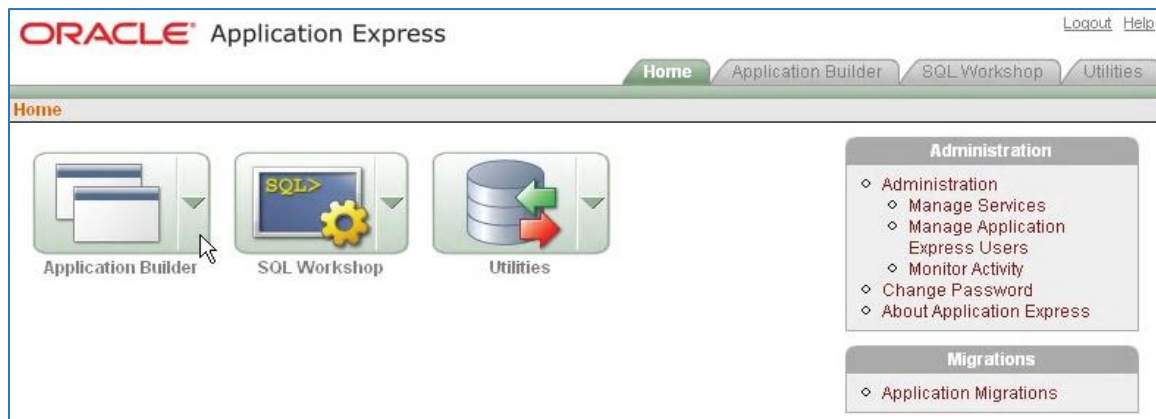 ORACLE® Application Express
Logout Help
Home Application Builder SQL Workshop Utilities
Home
SQL>
Application Builder SQL Workshop Utilities
Administration
Administration
Manage Services
Manage Application
Express Users
Monitor Activity
Change Password
About Application Express
Migrations
Application Migrations